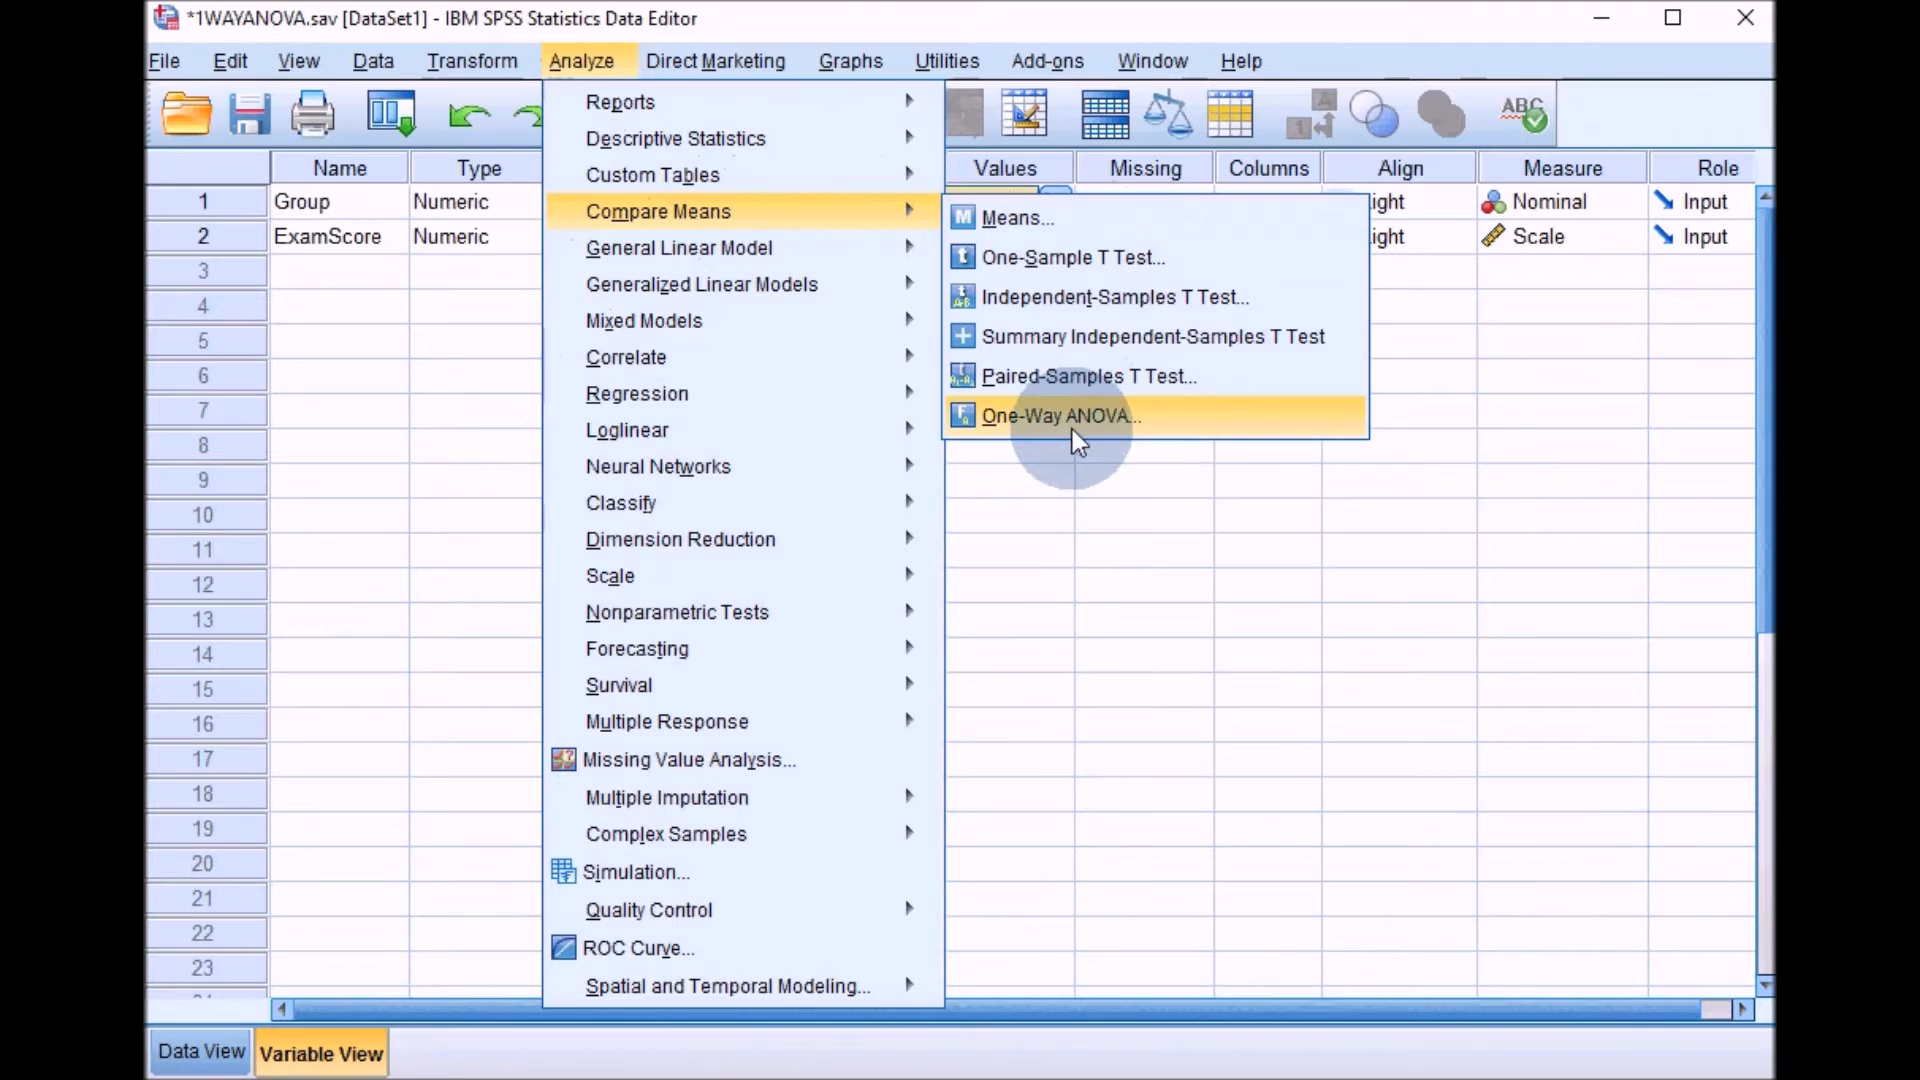 *1WAYANOVA.sav [DataSet1] - IBM SPSS Statistics Data Editor
File Edit View Data Transform Analyze Direct Marketing Graphs Utilities Add-ons Window Help
ABC
Name Type Values Missing Columns Align Measure Role
1 Group Numeric ight Nominal Input
2 ExamScore Numeric ight Scale Input
3
4
5
6
7
8
9
10
11
12
13
14
15
16
17
18
19
20
21
22
23
Reports
Descriptive Statistics
Custom Tables
Compare Means
General Linear Model
Generalized Linear Models
Mixed Models
Correlate
Regression
Loglinear
Neural Networks
Classify
Dimension Reduction
Scale
Nonparametric Tests
Forecasting
Survival
Multiple Response
Missing Value Analysis...
Multiple Imputation
Complex Samples
Simulation...
Quality Control
ROC Curve...
Spatial and Temporal Modeling...
Means...
One-Sample T Test...
Independent-Samples T Test...
Summary Independent-Samples T Test
Paired-Samples T Test...
One-Way ANOVA...
Data View Variable View